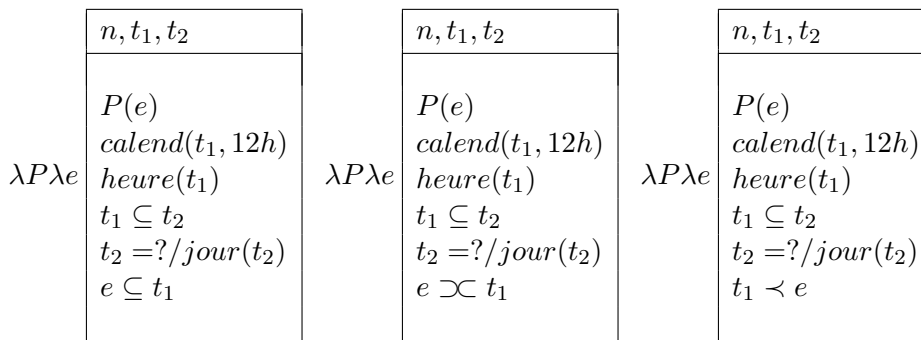 n, t₁, t₂
P(e)
calend(t₁, 12h)
λPλe heure(t₁)
t₁ ⊆ t₂
t₂ =?/jour(t₂)
e ⊆ t₁
n, t₁, t₂
P(e)
calend(t₁, 12h)
λPλe heure(t₁)
t₁ ⊆ t₂
t₂ =?/jour(t₂)
e ⊃⊂ t₁
n, t₁, t₂
P(e)
calend(t₁, 12h)
λPλe heure(t₁)
t₁ ⊆ t₂
t₂ =?/jour(t₂)
t₁ ≺ e